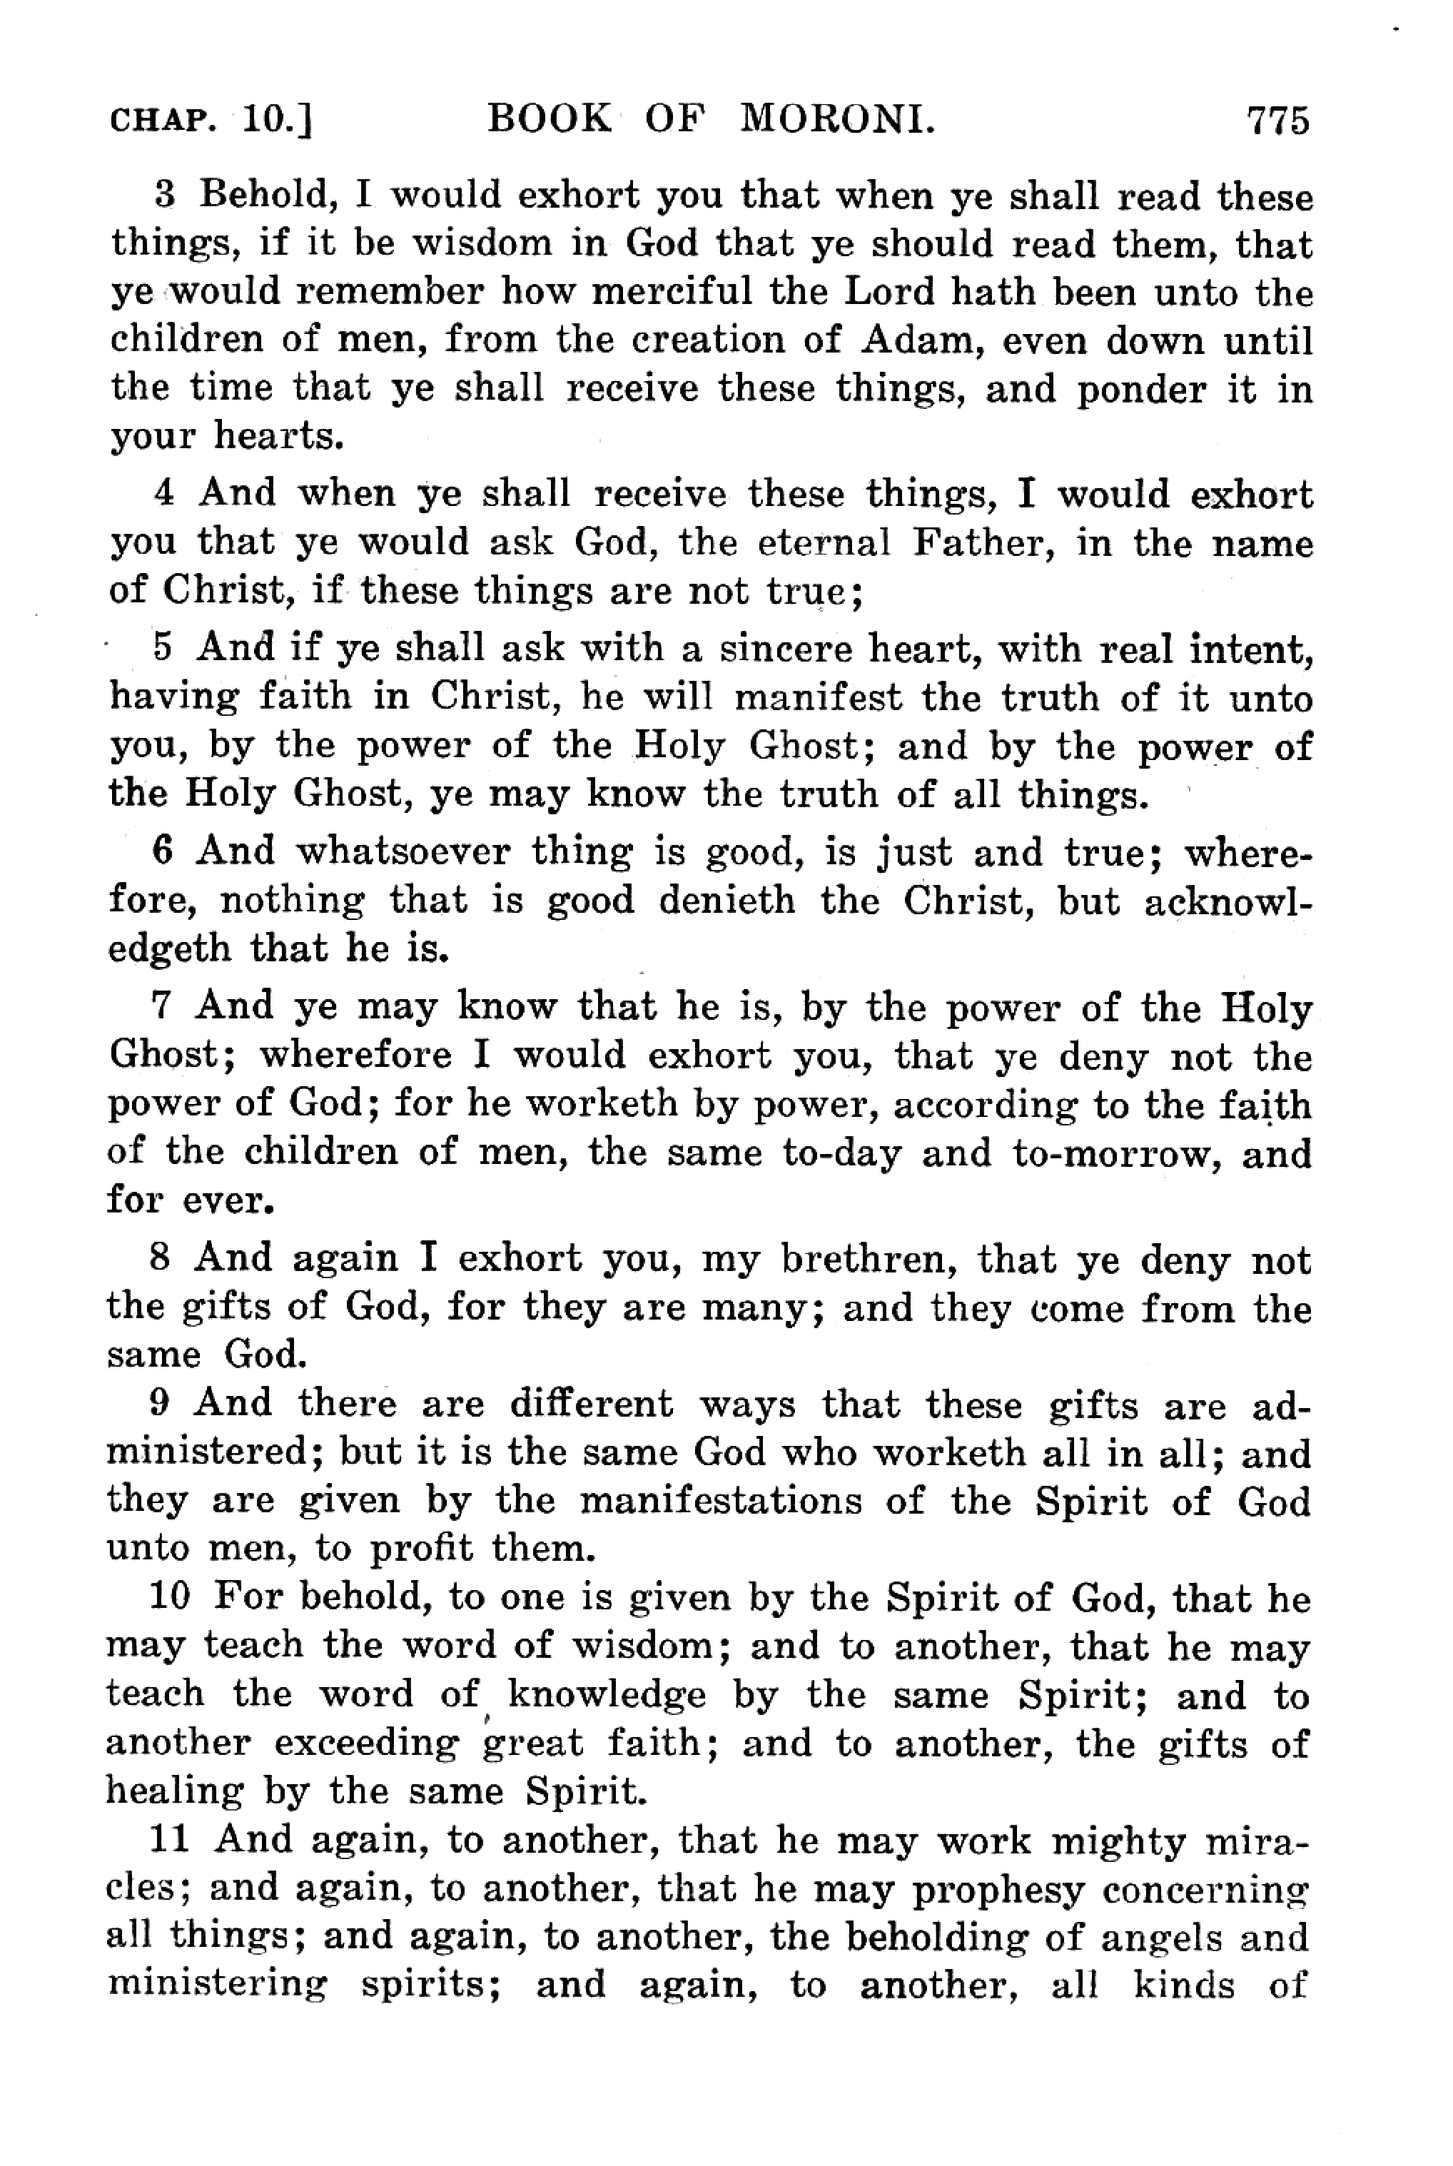 CHAP. 10.] BOOK OF MORONI. 775
3 Behold, I would exhort you that when ye shall read these
things, if it be wisdom in God that ye should read them, that
ye would remember how merciful the Lord hath been unto the
children of men, from the creation of Adam, even down until
the time that ye shall receive these things, and ponder it in
your hearts.
4 And when ye shall receive these things, I would exhort
you that ye would ask God, the eternal Father, in the name
of Christ, if these things are not true;
5 And if ye shall ask with a sincere heart, with real intent,
having faith in Christ, he will manifest the truth of it unto
you, by the power of the Holy Ghost; and by the power of
the Holy Ghost, ye may know the truth of all things.
6 And whatsoever thing is good, is just and true; where-
fore, nothing that is good denieth the Christ, but acknowl-
edgeth that he is.
7 And ye may know that he is, by the power of the Holy
Ghost; wherefore I would exhort you, that ye deny not the
power of God; for he worketh by power, according to the faith
of the children of men, the same to-day and to-morrow, and
for ever.
8 And again I exhort you, my brethren, that ye deny not
the gifts of God, for they are many; and they come from the
same God.
9 And there are different ways that these gifts are ad-
ministered; but it is the same God who worketh all in all; and
they are given by the manifestations of the Spirit of God
unto men, to profit them.
10 For behold, to one is given by the Spirit of God, that he
may teach the word of wisdom; and to another, that he may
teach the word of knowledge by the same Spirit; and to
another exceeding great faith; and to another, the gifts of
healing by the same Spirit.
11 And again, to another, that he may work mighty mira-
cles; and again, to another, that he may prophesy concerning
all things; and again, to another, the beholding of angels and
ministering spirits; and again, to another, all kinds of